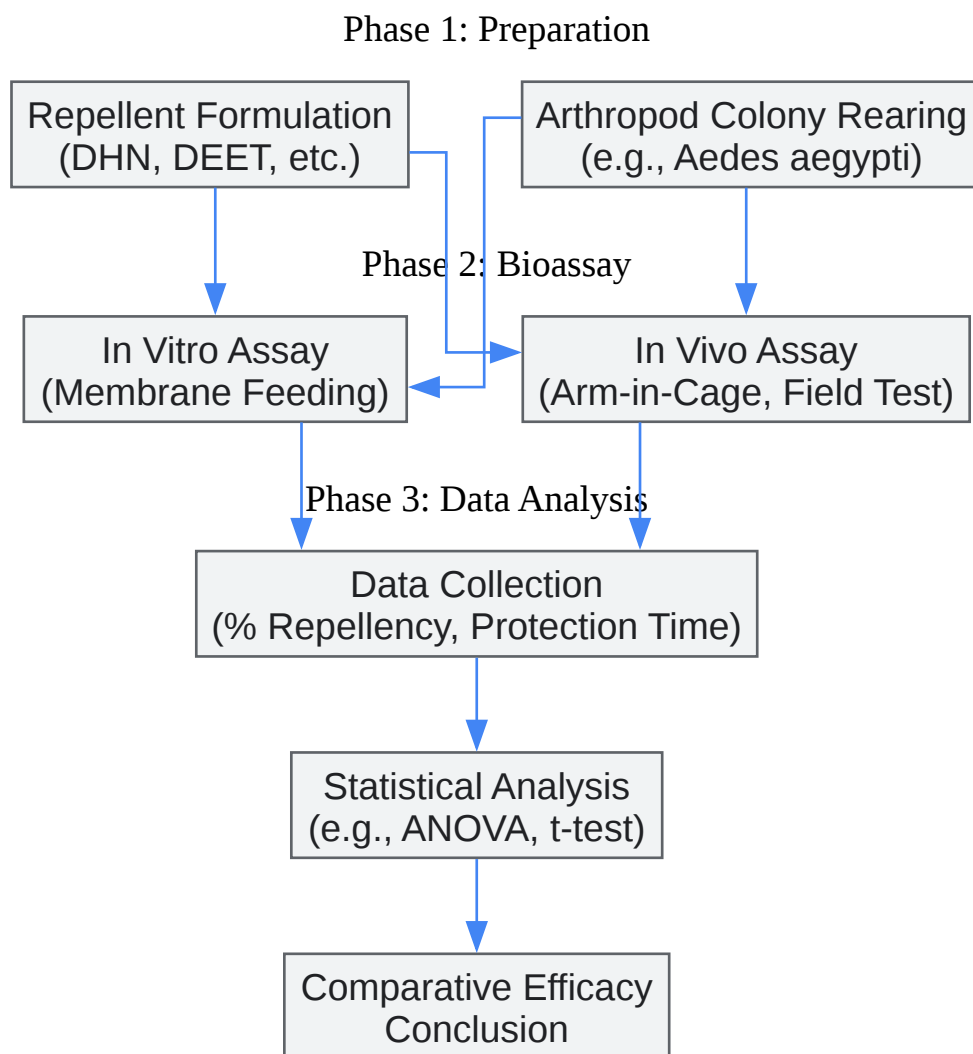 Phase 1: Preparation
Repellent Formulation
(DHN, DEET, etc.)
Arthropod Colony Rearing
(e.g., Aedes aegypti)
Phase 2: Bioassay
In Vitro Assay
(Membrane Feeding)
In Vivo Assay
(Arm-in-Cage, Field Test)
Phase 3: Data Analysis
Data Collection
(% Repellency, Protection Time)
Statistical Analysis
(e.g., ANOVA, t-test)
Comparative Efficacy
Conclusion